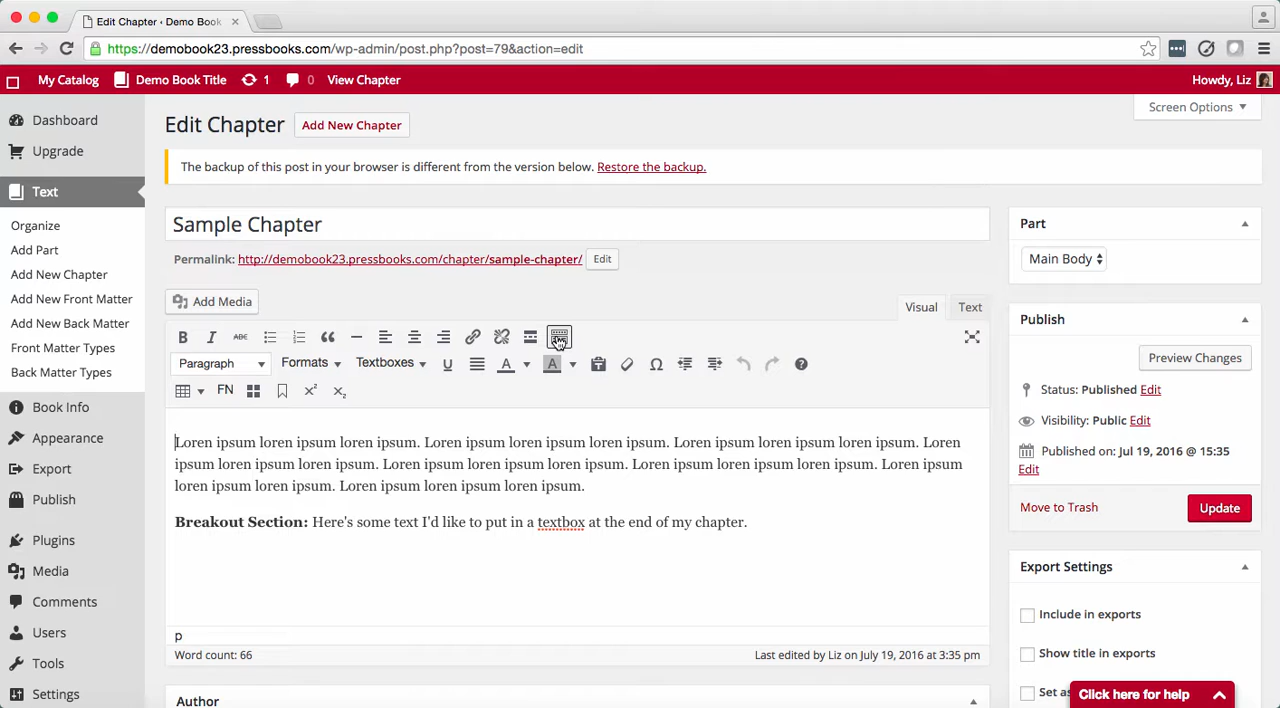 Edit Chapter ‹ Demo Book
https://demobook23.pressbooks.com/wp-admin/post.php?post=79&action=edit
My Catalog Demo Book Title 1 0 View Chapter Howdy, Liz
Dashboard
Upgrade
Text
Organize
Add Part
Add New Chapter
Add New Front Matter
Add New Back Matter
Front Matter Types
Back Matter Types
Book Info
Appearance
Export
Publish
Plugins
Media
Comments
Users
Tools
Settings
Screen Options
Edit Chapter Add New Chapter
The backup of this post in your browser is different from the version below. Restore the backup.
Sample Chapter
Permalink: http://demobook23.pressbooks.com/chapter/sample-chapter/ Edit
Add Media
Visual Text
B I ABC
Paragraph Formats Textboxes U A A Ω
FN x² x₂
Loren ipsum loren ipsum loren ipsum. Loren ipsum loren ipsum loren ipsum. Loren ipsum loren ipsum loren ipsum. Loren
ipsum loren ipsum loren ipsum. Loren ipsum loren ipsum loren ipsum. Loren ipsum loren ipsum loren ipsum. Loren ipsum
loren ipsum loren ipsum. Loren ipsum loren ipsum loren ipsum.
Breakout Section: Here's some text I'd like to put in a textbox at the end of my chapter.
p
Word count: 66 Last edited by Liz on July 19, 2016 at 3:35 pm
Author
Part
Main Body
Publish
Preview Changes
Status: Published Edit
Visibility: Public Edit
Published on: Jul 19, 2016 @ 15:35
Edit
Move to Trash Update
Export Settings
Include in exports
Show title in exports
Set as
Click here for help